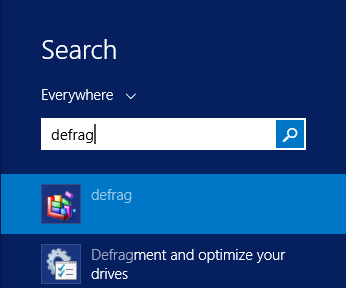 Search
Everywhere
defrag
defrag
Defragment and optimize your
drives